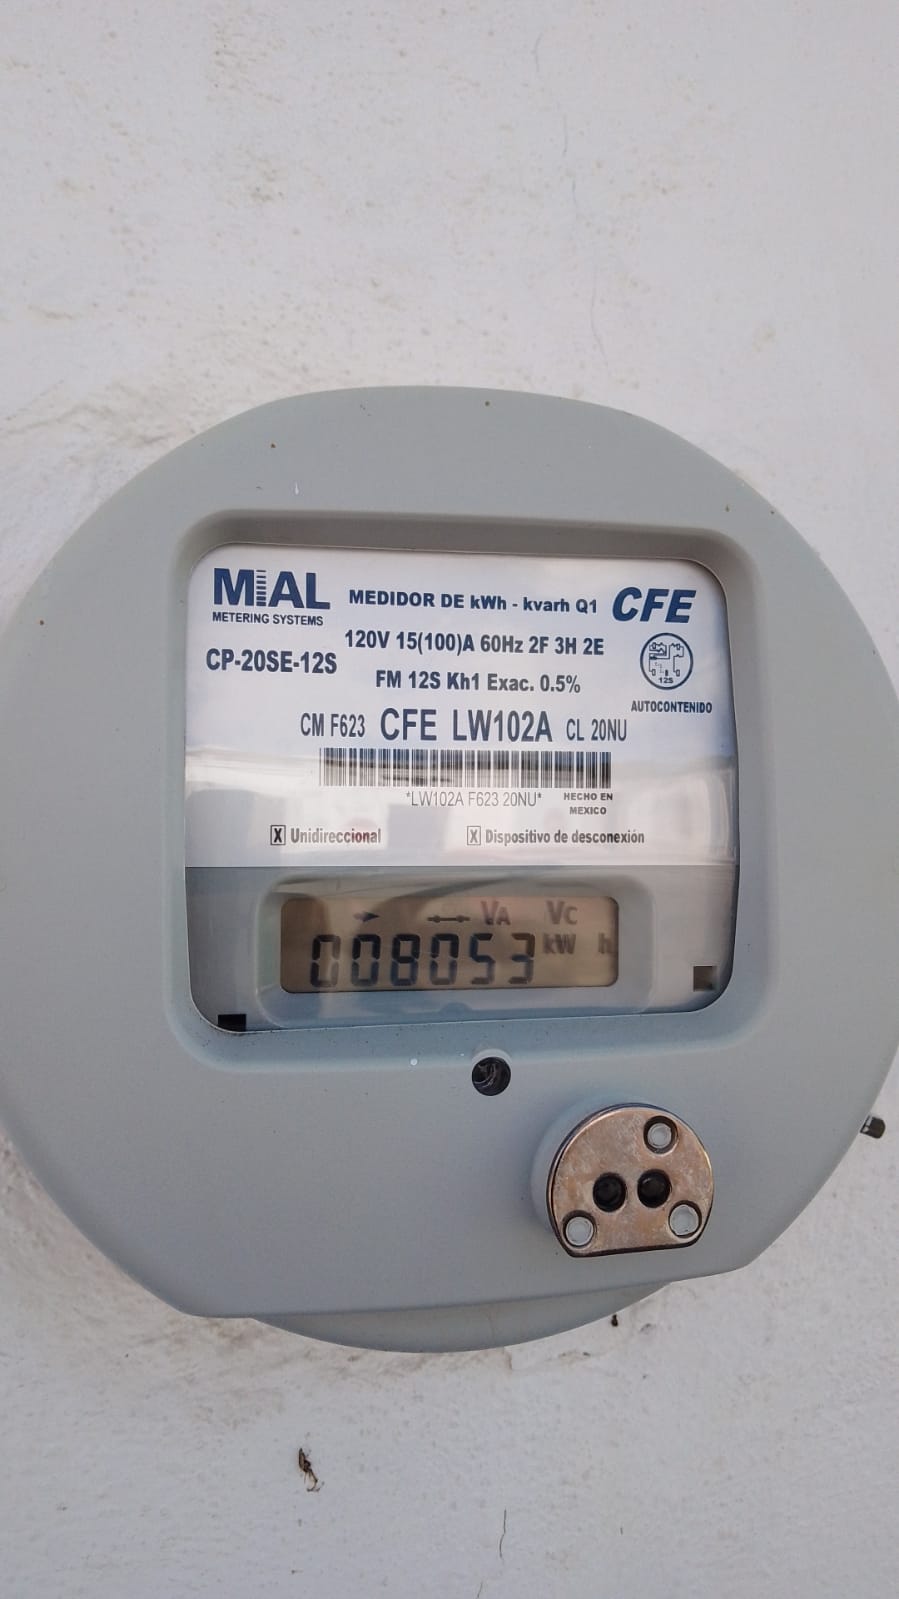 MIAL
METERING SYSTEMS
MEDIDOR DE kWh - kvarh Q1
CFE
120V 15(100)A 60Hz 2F 3H 2E
CP-20SE-12S
FM 12S Kh1 Exac. 0.5%
12S
AUTOCONTENIDO
CM F623 CFE LW102A CL 20NU
*LW102A F623 20NU*
HECHO EN
MEXICO
X Unidireccional
X Dispositivo de desconexión
VA VC
008053 kW h